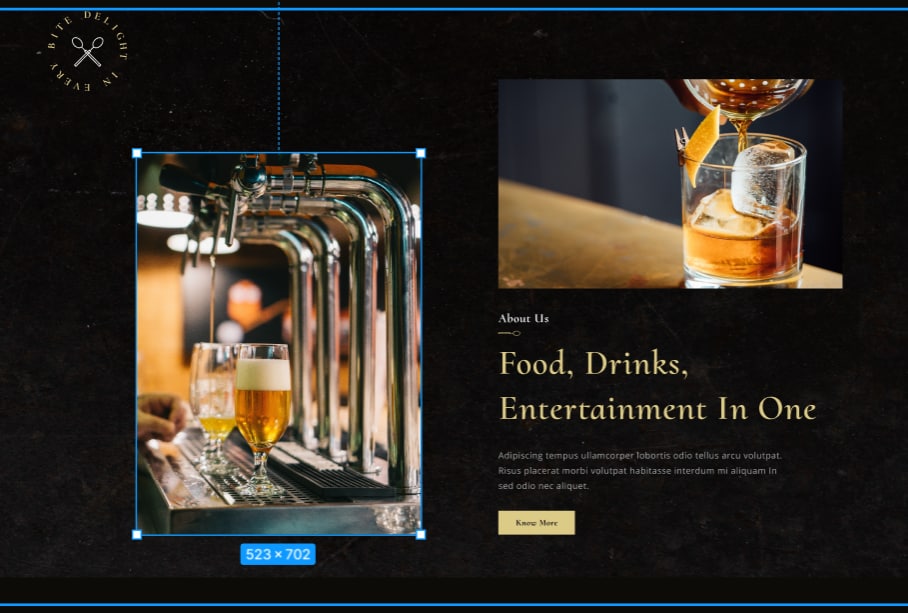 BITE DELIGHT IN EVERY
About Us
Food, Drinks,
Entertainment In One
Adipiscing tempus ullamcorper lobortis odio tellus arcu volutpat.
Risus placerat morbi volutpat habitasse interdum mi aliquam In
sed odio nec aliquet.
Know More
523 × 702